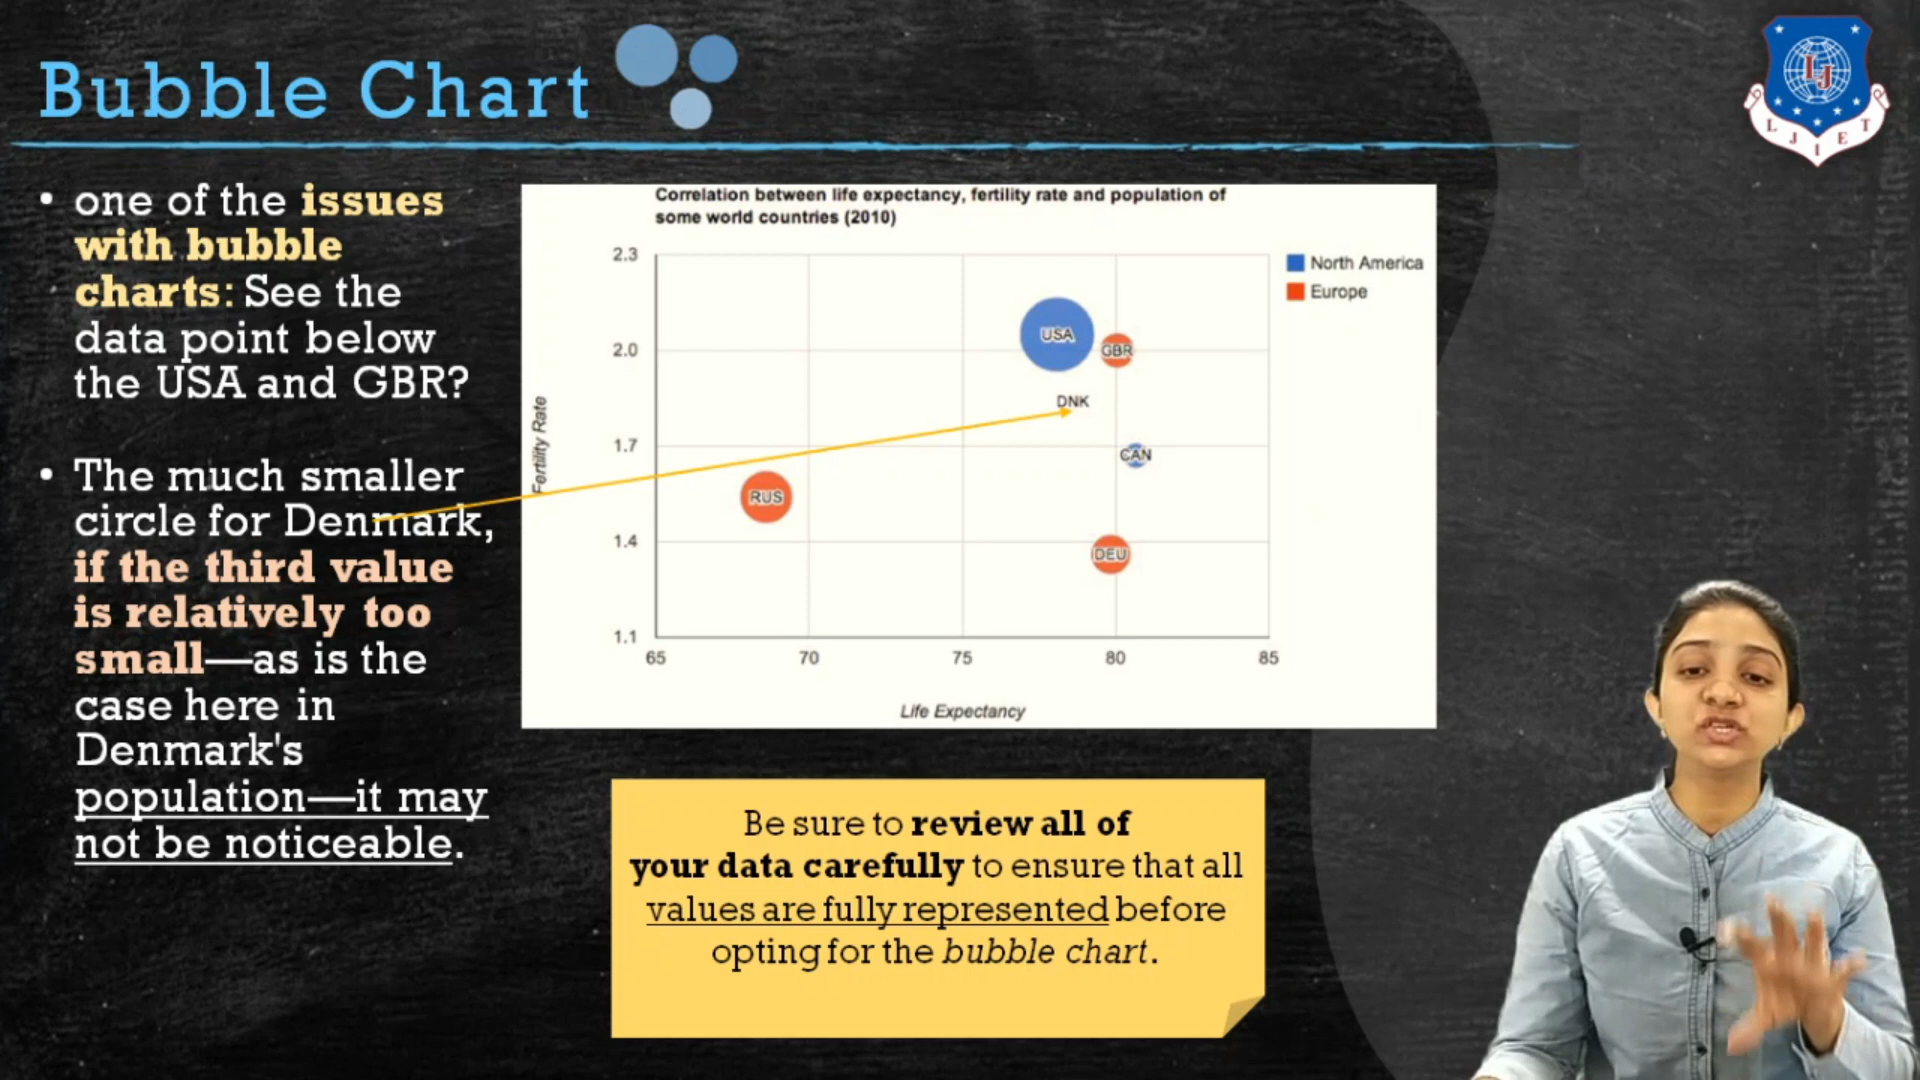 Bubble Chart
L J I E T
LJ
• one of the issues
with bubble
charts: See the
data point below
the USA and GBR?
• The much smaller
circle for Denmark,
if the third value
is relatively too
small—as is the
case here in
Denmark's
population—it may
not be noticeable.
Correlation between life expectancy, fertility rate and population of
some world countries (2010)
2.3
2.0
1.7
1.4
1.1
Fertility Rate
65 70 75 80 85
Life Expectancy
USA
GBR
DNK
CAN
RUS
DEU
North America
Europe
Be sure to review all of
your data carefully to ensure that all
values are fully represented before
opting for the bubble chart.